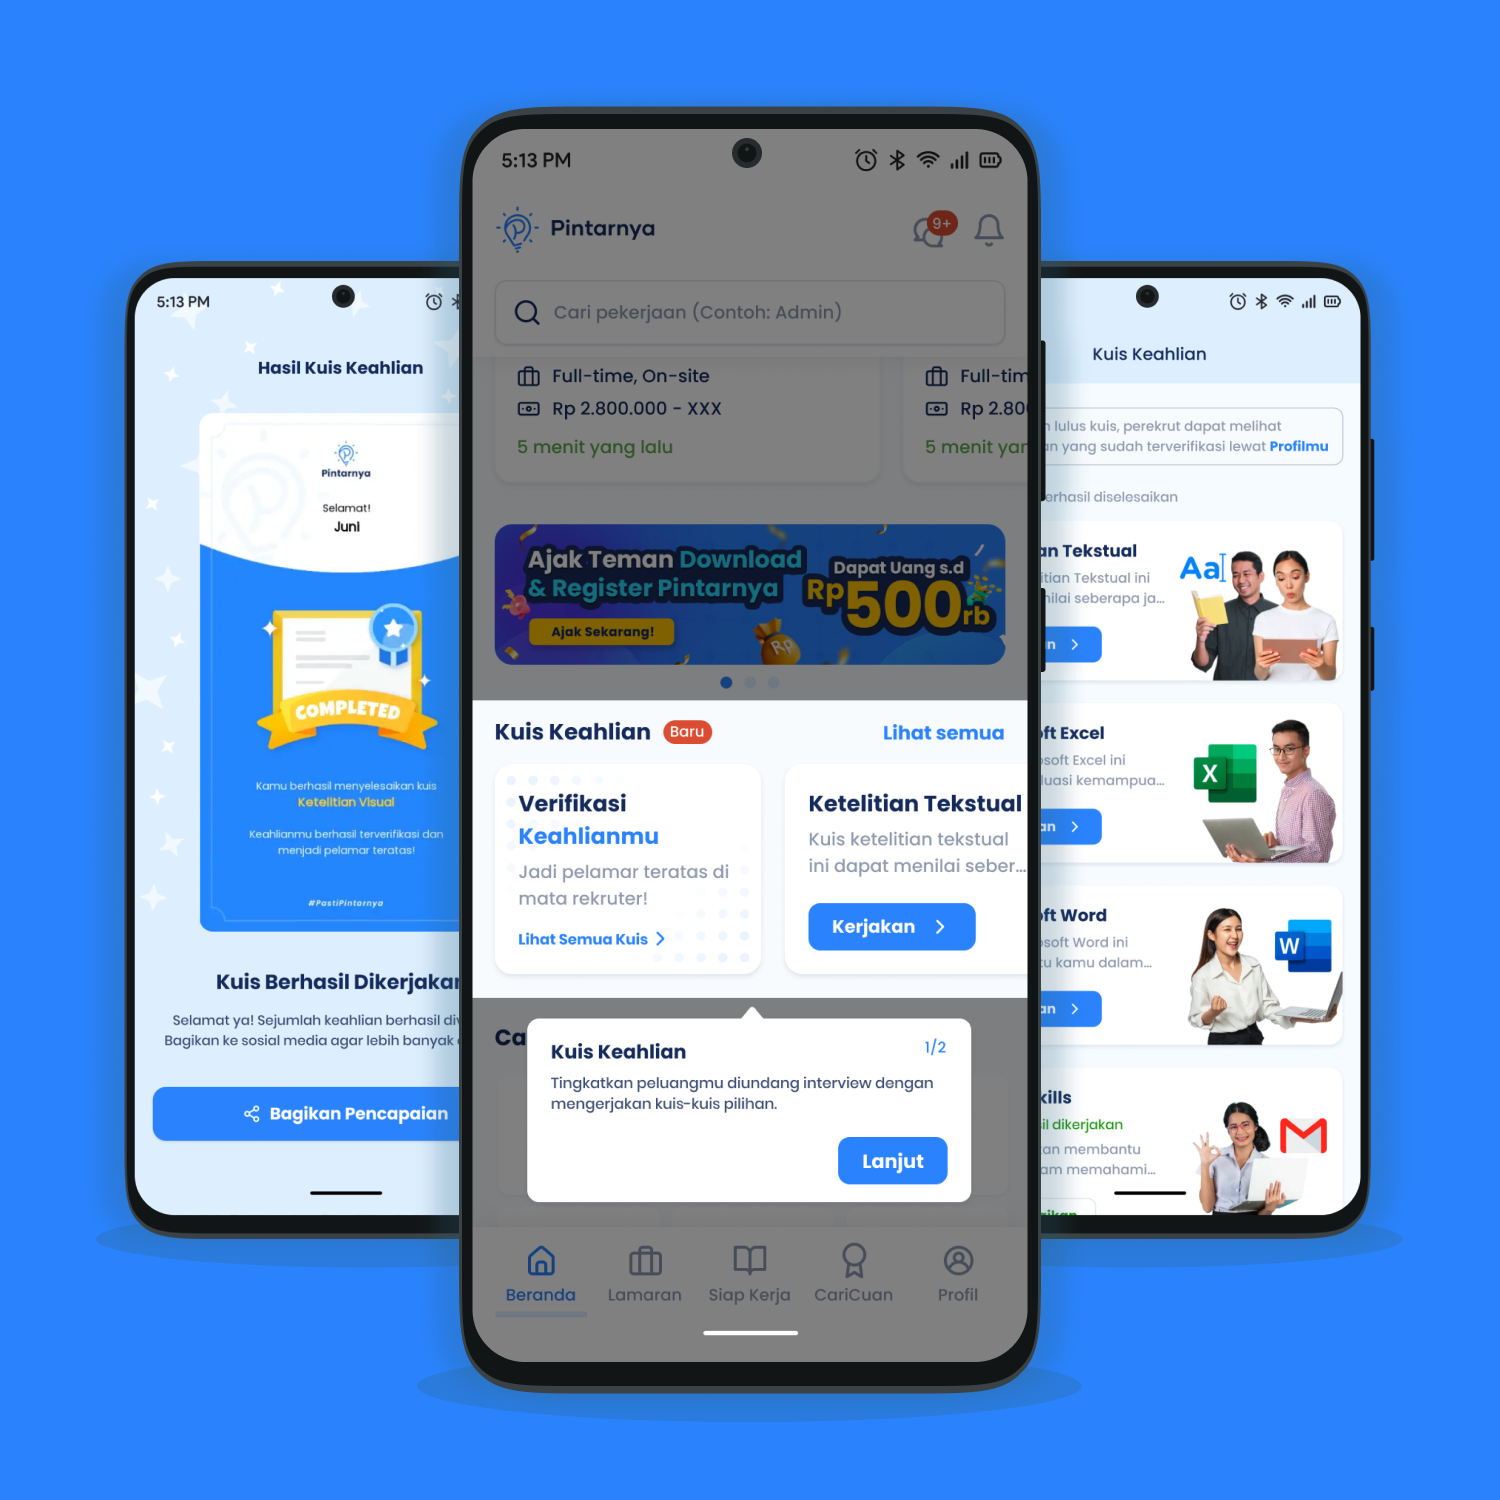 5:13 PM
Hasil Kuis Keahlian
Pintarnya
Selamat!
Juni
COMPLETED
Kamu berhasil menyelesaikan kuis
Ketelitian Visual
Keahlianmu berhasil terverifikasi dan
menjadi pelamar teratas!
#PastiPintarnya
Kuis Berhasil Dikerjakan
Selamat ya! Sejumlah keahlian berhasil
Bagikan ke sosial media agar lebih banyak
Bagikan Pencapaian
5:13 PM
Pintarnya
9+
Cari pekerjaan (Contoh: Admin)
Full-time, On-site
Rp 2.800.000 - XXX
5 menit yang lalu
Full-tim
Rp 2.80
5 menit yan
Ajak Teman Download
& Register Pintarnya
Ajak Sekarang!
Dapat Uang s.d
Rp500rb
Rp
Kuis Keahlian
Baru
Lihat semua
Verifikasi
Keahlianmu
Jadi pelamar teratas di
mata rekruter!
Lihat Semua Kuis
Ketelitian Tekstual
Kuis ketelitian tekstual
ini dapat menilai seber...
Kerjakan
Ca
Kuis Keahlian
1/2
Tingkatkan peluangmu diundang interview dengan
mengerjakan kuis-kuis pilihan.
Lanjut
Beranda
Lamaran
Siap Kerja
CariCuan
Profil
Kuis Keahlian
lulus kuis, perekrut dapat melihat
an yang sudah terverifikasi lewat Profilmu
erhasil diselesaikan
an Tekstual
itian Tekstual ini
nilai seberapa ja...
n
Aa
ft Excel
osoft Excel ini
luasi kemampua...
an
X
ft Word
osoft Word ini
tu kamu dalam...
an
W
kills
il dikerjakan
an membantu
am memahami...